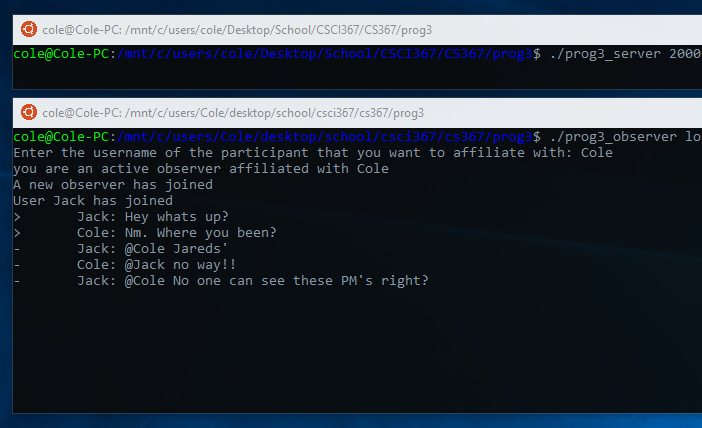 cole@Cole-PC: /mnt/c/users/cole/Desktop/School/CSCI367/CS367/prog3
cole@Cole-PC:/mnt/c/users/cole/Desktop/School/CSCI367/CS367/prog3$ ./prog3_server 2000
cole@Cole-PC: /mnt/c/users/Cole/desktop/school/csci367/cs367/prog3
cole@Cole-PC:/mnt/c/users/Cole/desktop/school/csci367/cs367/prog3$ ./prog3_observer lo
Enter the username of the participant that you want to affiliate with: Cole
you are an active observer affiliated with Cole
A new observer has joined
User Jack has joined
>       Jack: Hey whats up?
>       Cole: Nm. Where you been?
-       Jack: @Cole Jareds'
-       Cole: @Jack no way!!
-       Jack: @Cole No one can see these PM's right?